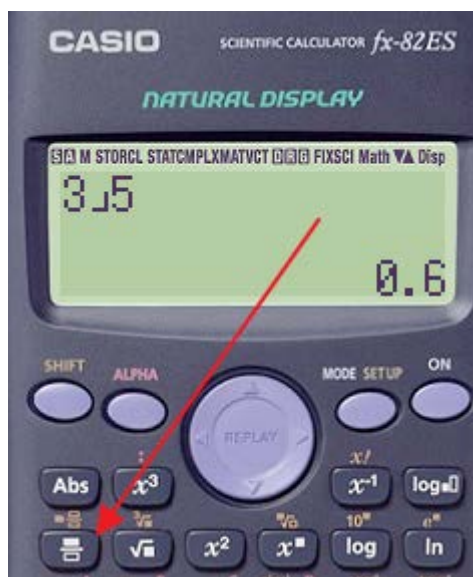 CASIO SCIENTIFIC CALCULATOR fx-82ES
NATURAL DISPLAY
S A M STORCL STATCMPLXMATVCT D R G FIXSCI Math ▼▲ Disp
3⌟5
0.6
SHIFT ALPHA MODE SETUP ON
REPLAY
: x!
Abs x³ x⁻¹ log■▯
■▯/▯ ³√■ ■√▯ 10■ e■
■/▯ √■ x² x■ log ln